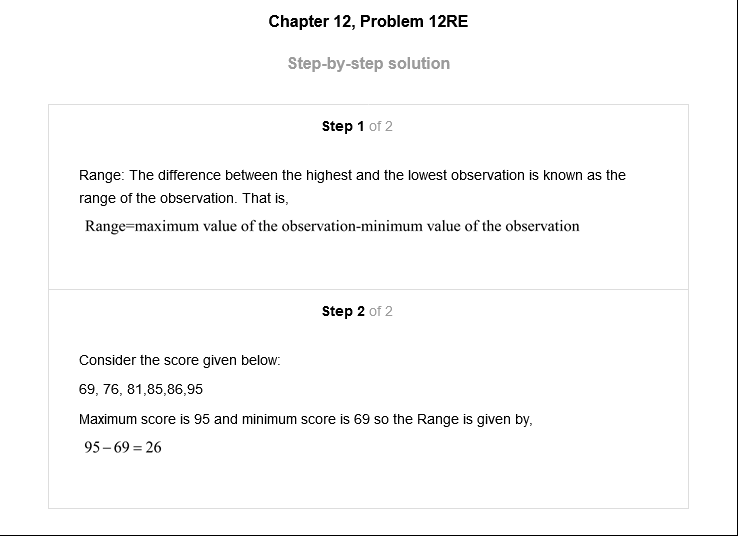 Chapter 12, Problem 12RE
Step-by-step solution
Step 1 of 2
Range: The difference between the highest and the lowest observation is known as the
range of the observation. That is,
Range=maximum value of the observation-minimum value of the observation
Step 2 of 2
Consider the score given below:
69, 76, 81,85,86,95
Maximum score is 95 and minimum score is 69 so the Range is given by,
95 – 69 = 26